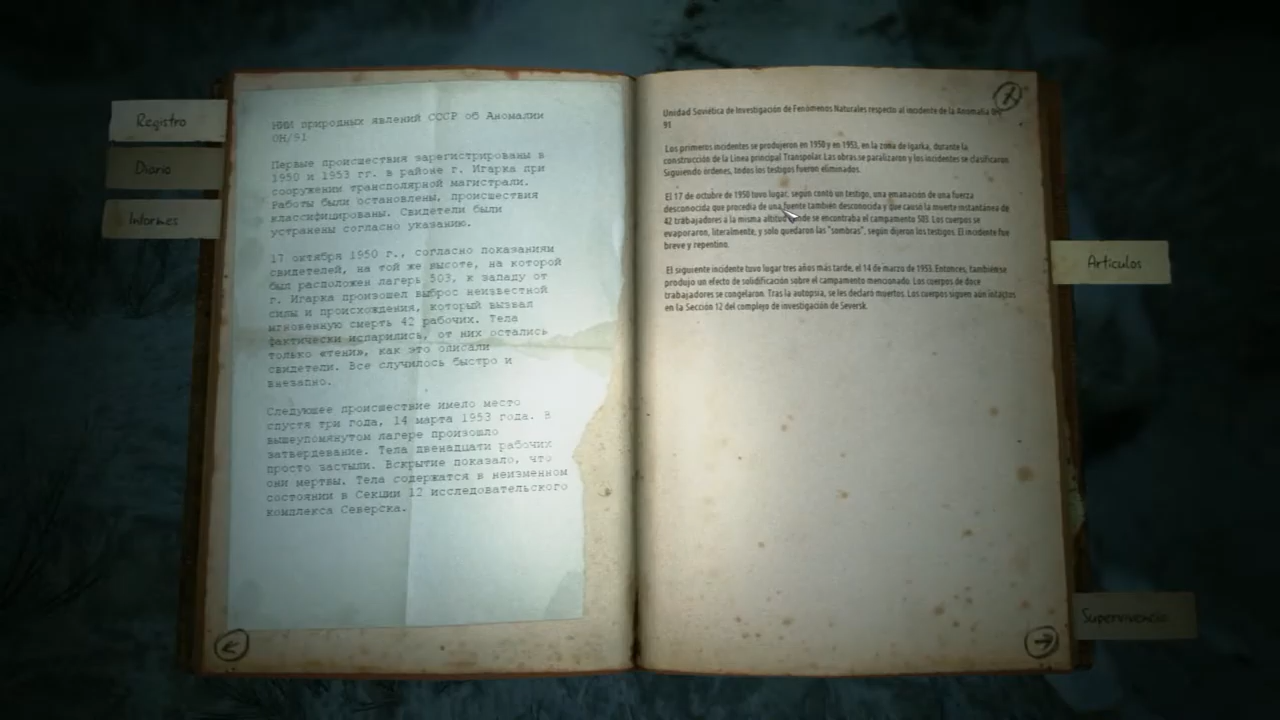 Registro
Diario
Informes
НИИ природных явлений СССР об Аномалии
ОН/91
Первые происшествия зарегистрированы в
1950 и 1953 гг. в районе г. Игарка при
сооружении трансполярной магистрали.
Работы были остановлены, происшествия
классифицированы. Свидетели были
устранены согласно указанию.
17 октября 1950 г., согласно показаниям
свидетелей, на той же высоте, на которой
был расположен лагерь 503, к западу от
г. Игарка произошел выброс неизвестной
силы и происхождения, который вызвал
мгновенную смерть 42 рабочих. Тела
фактически испарились, от них остались
только «тени», как это описали
свидетели. Все случилось быстро и
внезапно.
Следующее происшествие имело место
спустя три года, 14 марта 1953 года. В
вышеупомянутом лагере произошло
затвердевание. Тела двенадцати рабочих
просто застыли. Вскрытие показало, что
они мертвы. Тела содержатся в неизменном
состоянии в Секции 12 исследовательского
комплекса Северска.
Unidad Soviética de Investigación de Fenómenos Naturales respecto al incidente de la Anomalía
91
Los primeros incidentes se produjeron en 1950 y en 1953, en la zona de Igarka, durante la
construcción de la Línea principal Transpolar. Las obras se paralizaron y los incidentes se clasificaron.
Siguiendo órdenes, todos los testigos fueron eliminados.
El 17 de octubre de 1950 tuvo lugar, según contó un testigo, una emanación de una fuerza
desconocida que procedía de una fuente también desconocida y que causó la muerte instantánea de
42 trabajadores a la misma altitud donde se encontraba el campamento 503. Los cuerpos se
evaporaron, literalmente, y solo quedaron las "sombras", según dijeron los testigos. El incidente fue
breve y repentino.
El siguiente incidente tuvo lugar tres años más tarde, el 14 de marzo de 1953. Entonces, también se
produjo un efecto de solidificación sobre el campamento mencionado. Los cuerpos de doce
trabajadores se congelaron. Tras la autopsia, se les declaró muertos. Los cuerpos siguen aún intactos
en la Sección 12 del complejo de investigación de Seversk.
Artículos
Supervivencia